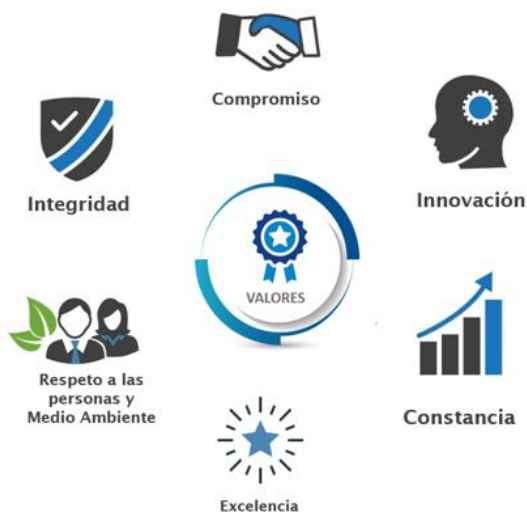 Compromiso
Integridad
Innovación
VALORES
Respeto a las
personas y
Medio Ambiente
Constancia
Excelencia